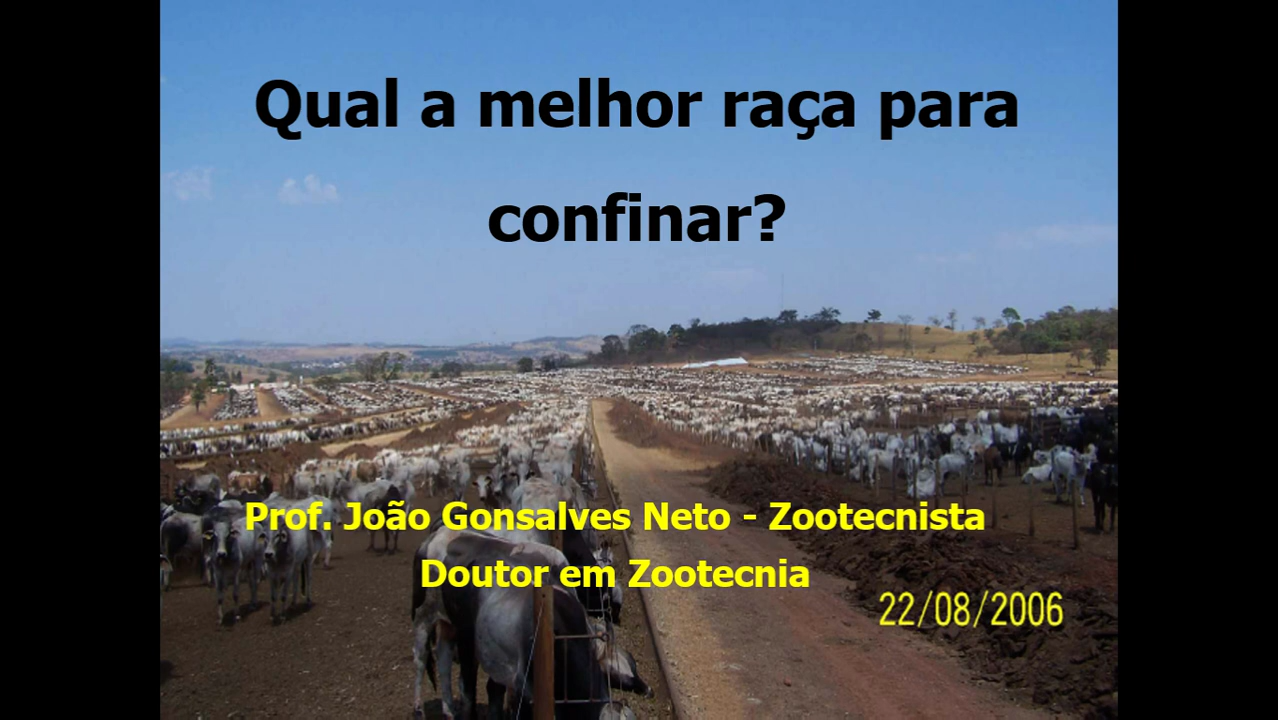 Qual a melhor raça para
confinar?
Prof. João Gonsalves Neto - Zootecnista
Doutor em Zootecnia
22/08/2006